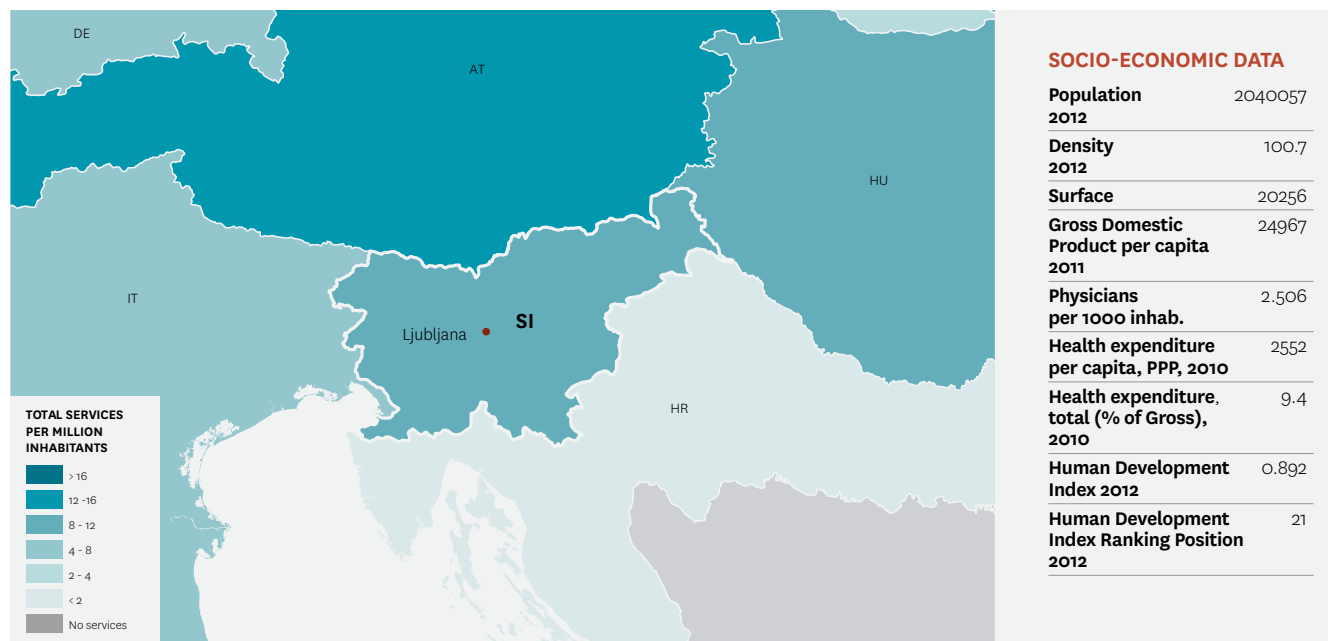 DE
AT
HU
IT
Ljubljana
SI
HR
TOTAL SERVICES
PER MILLION
INHABITANTS
> 16
12 -16
8 - 12
4 - 8
2 - 4
< 2
No services
SOCIO-ECONOMIC DATA
Population 2040057
2012
Density 100.7
2012
Surface 20256
Gross Domestic 24967
Product per capita
2011
Physicians 2.506
per 1000 inhab.
Health expenditure 2552
per capita, PPP, 2010
Health expenditure, 9.4
total (% of Gross),
2010
Human Development 0.892
Index 2012
Human Development 21
Index Ranking Position
2012